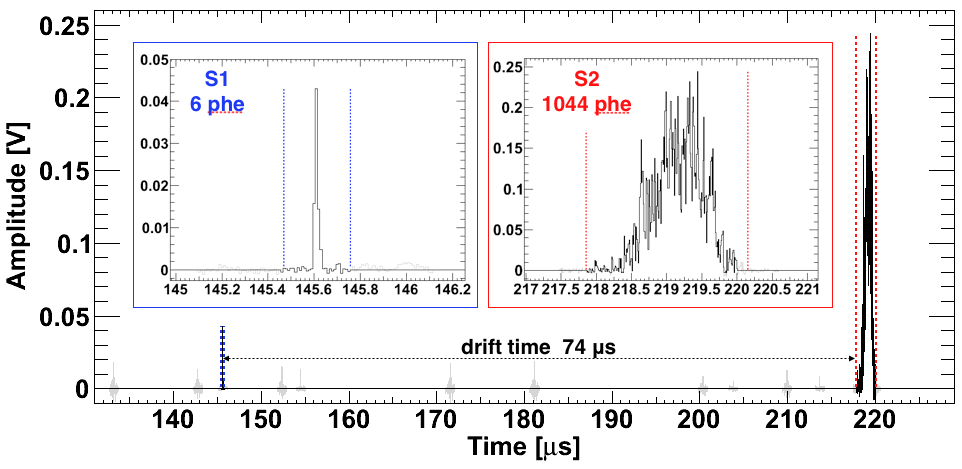 Amplitude [V]
0.25
0.2
0.15
0.1
0.05
0
S1
6 phe
0.05
0.04
0.03
0.02
0.01
0
145 145.2 145.4 145.6 145.8 146 146.2
S2
1044 phe
0.25
0.2
0.15
0.1
0.05
0
217 217.5 218 218.5 219 219.5 220 220.5 221
drift time 74 µs
140 150 160 170 180 190 200 210 220
Time [μs]